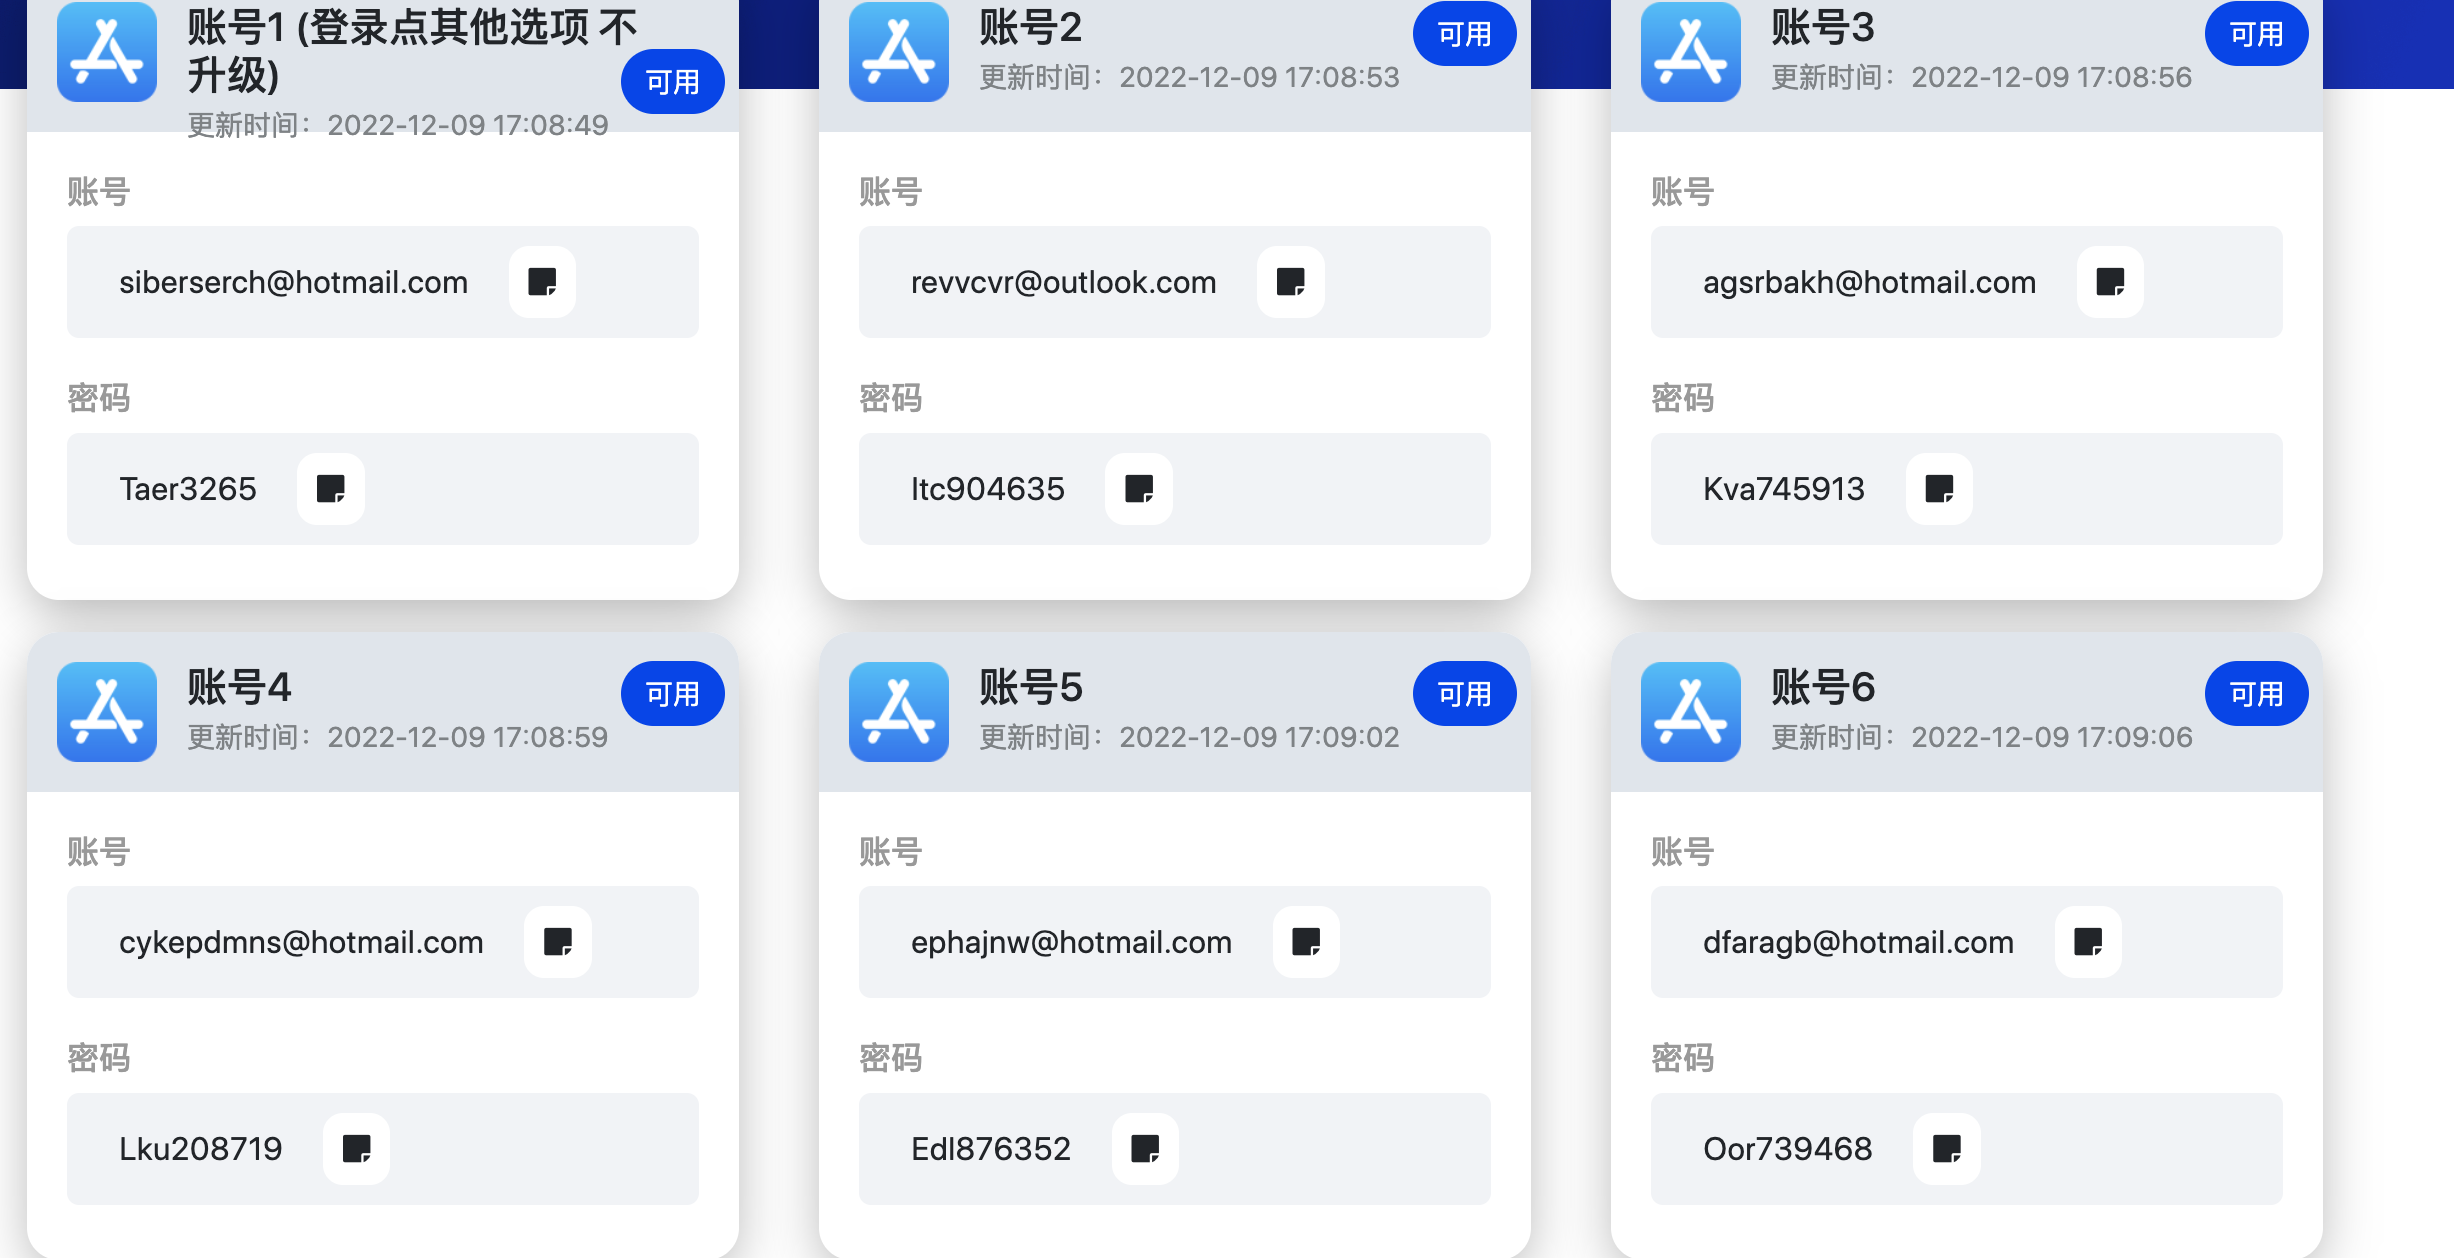 账号1 (登录点其他选项 不
升级)
可用
更新时间：2022-12-09 17:08:49
账号
siberserch@hotmail.com
密码
Taer3265
账号2
可用
更新时间：2022-12-09 17:08:53
账号
revvcvr@outlook.com
密码
Itc904635
账号3
可用
更新时间：2022-12-09 17:08:56
账号
agsrbakh@hotmail.com
密码
Kva745913
账号4
可用
更新时间：2022-12-09 17:08:59
账号
cykepdmns@hotmail.com
密码
Lku208719
账号5
可用
更新时间：2022-12-09 17:09:02
账号
ephajnw@hotmail.com
密码
Edl876352
账号6
可用
更新时间：2022-12-09 17:09:06
账号
dfaragb@hotmail.com
密码
Oor739468